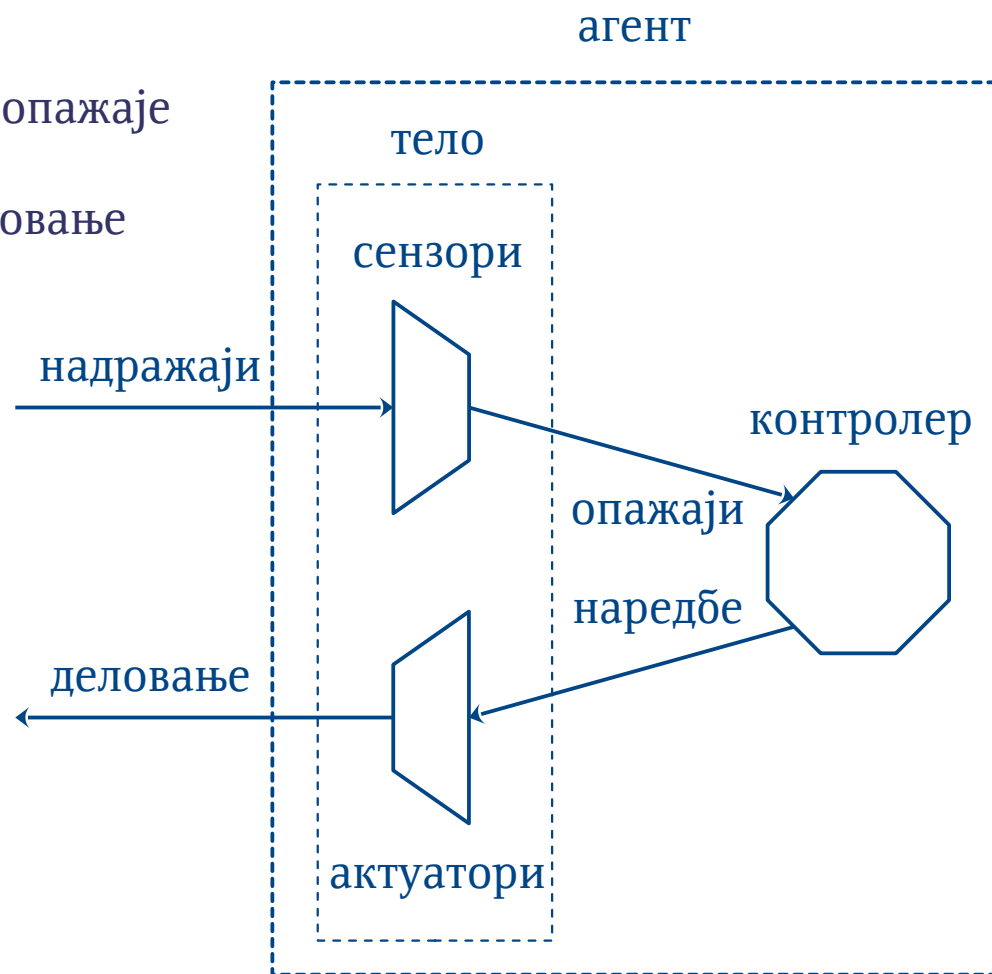 агент
опажаје
тело
овање
сензори
надражаји
контролер
опажаји
наредбе
деловање
актуатори